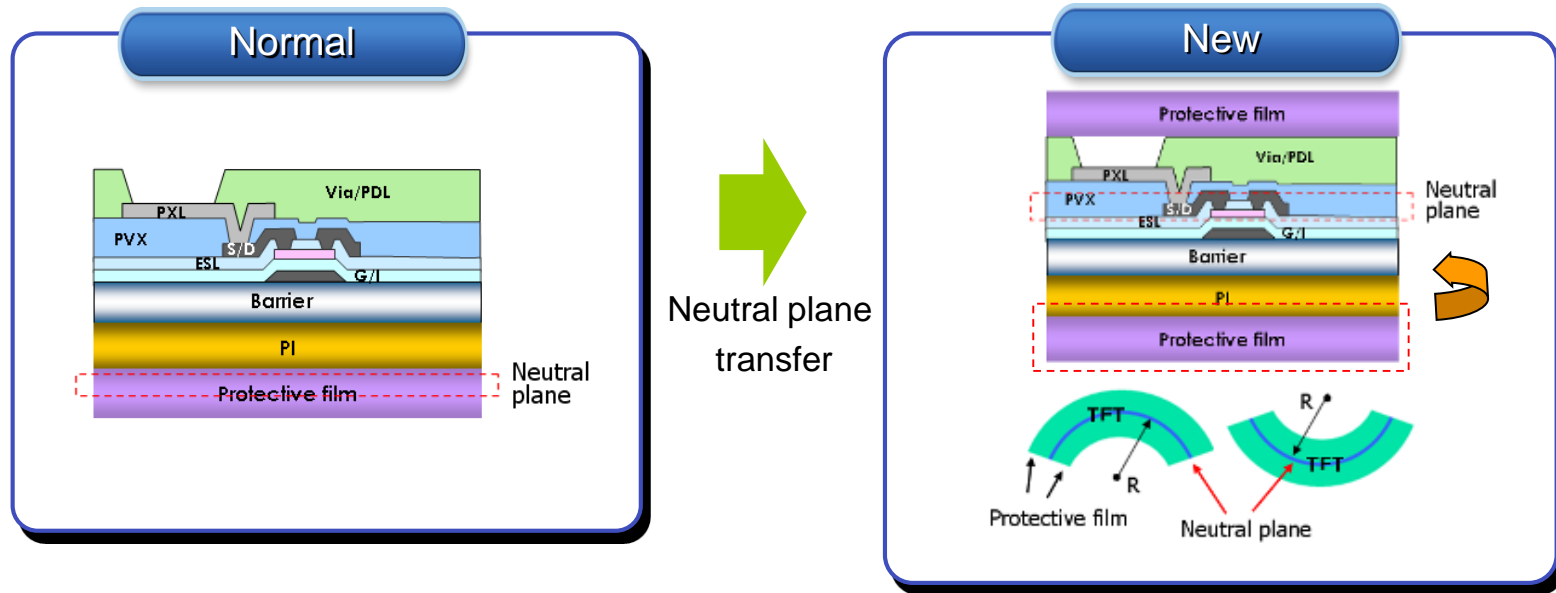 Normal
Via/PDL
PXL
PVX
S/D
ESL
G/I
Barrier
PI
Protective film
Neutral
plane
Neutral plane
transfer
New
Protective film
Via/PDL
PXL
PVX
S/D
ESL
G/I
Barrier
PI
Protective film
Neutral
plane
TFT
R
Protective film
R
TFT
Neutral plane